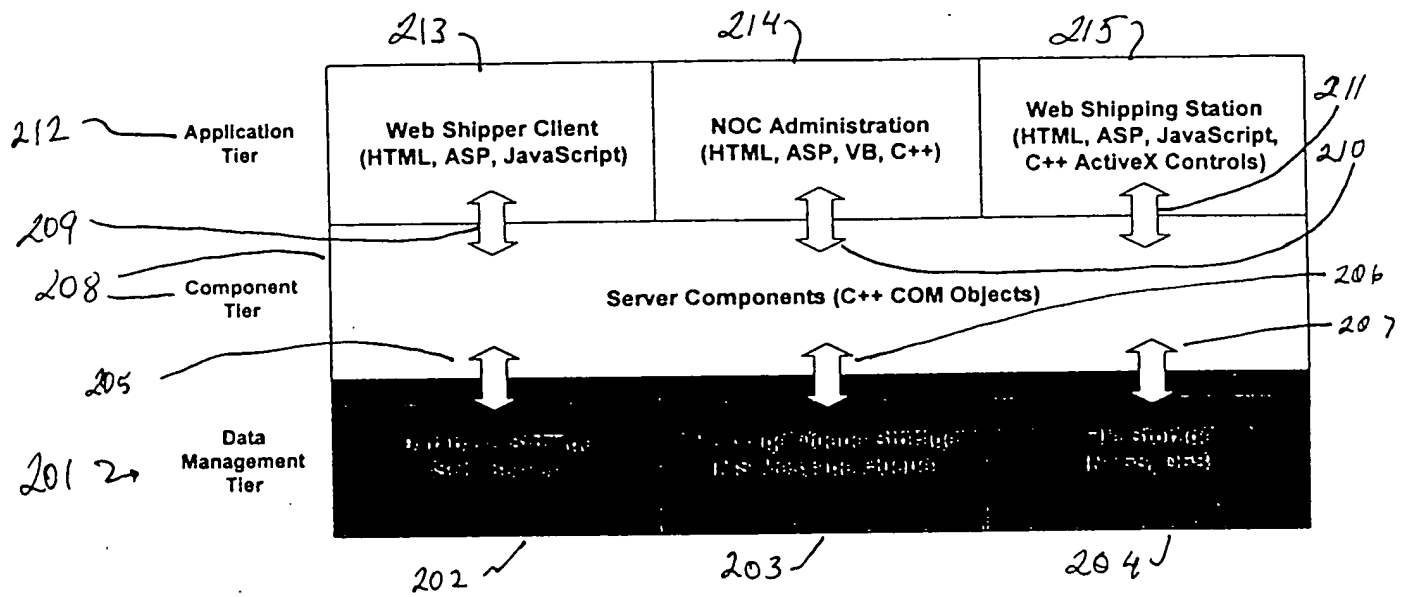 213
214
215
211
212
Application
Tier
Web Shipper Client
(HTML, ASP, JavaScript)
NOC Administration
(HTML, ASP, VB, C++)
Web Shipping Station
(HTML, ASP, JavaScript,
C++ ActiveX Controls)
210
209
208
Component
Tier
Server Components (C++ COM Objects)
206
207
205
Data
Management
Tier
201
202
203
204